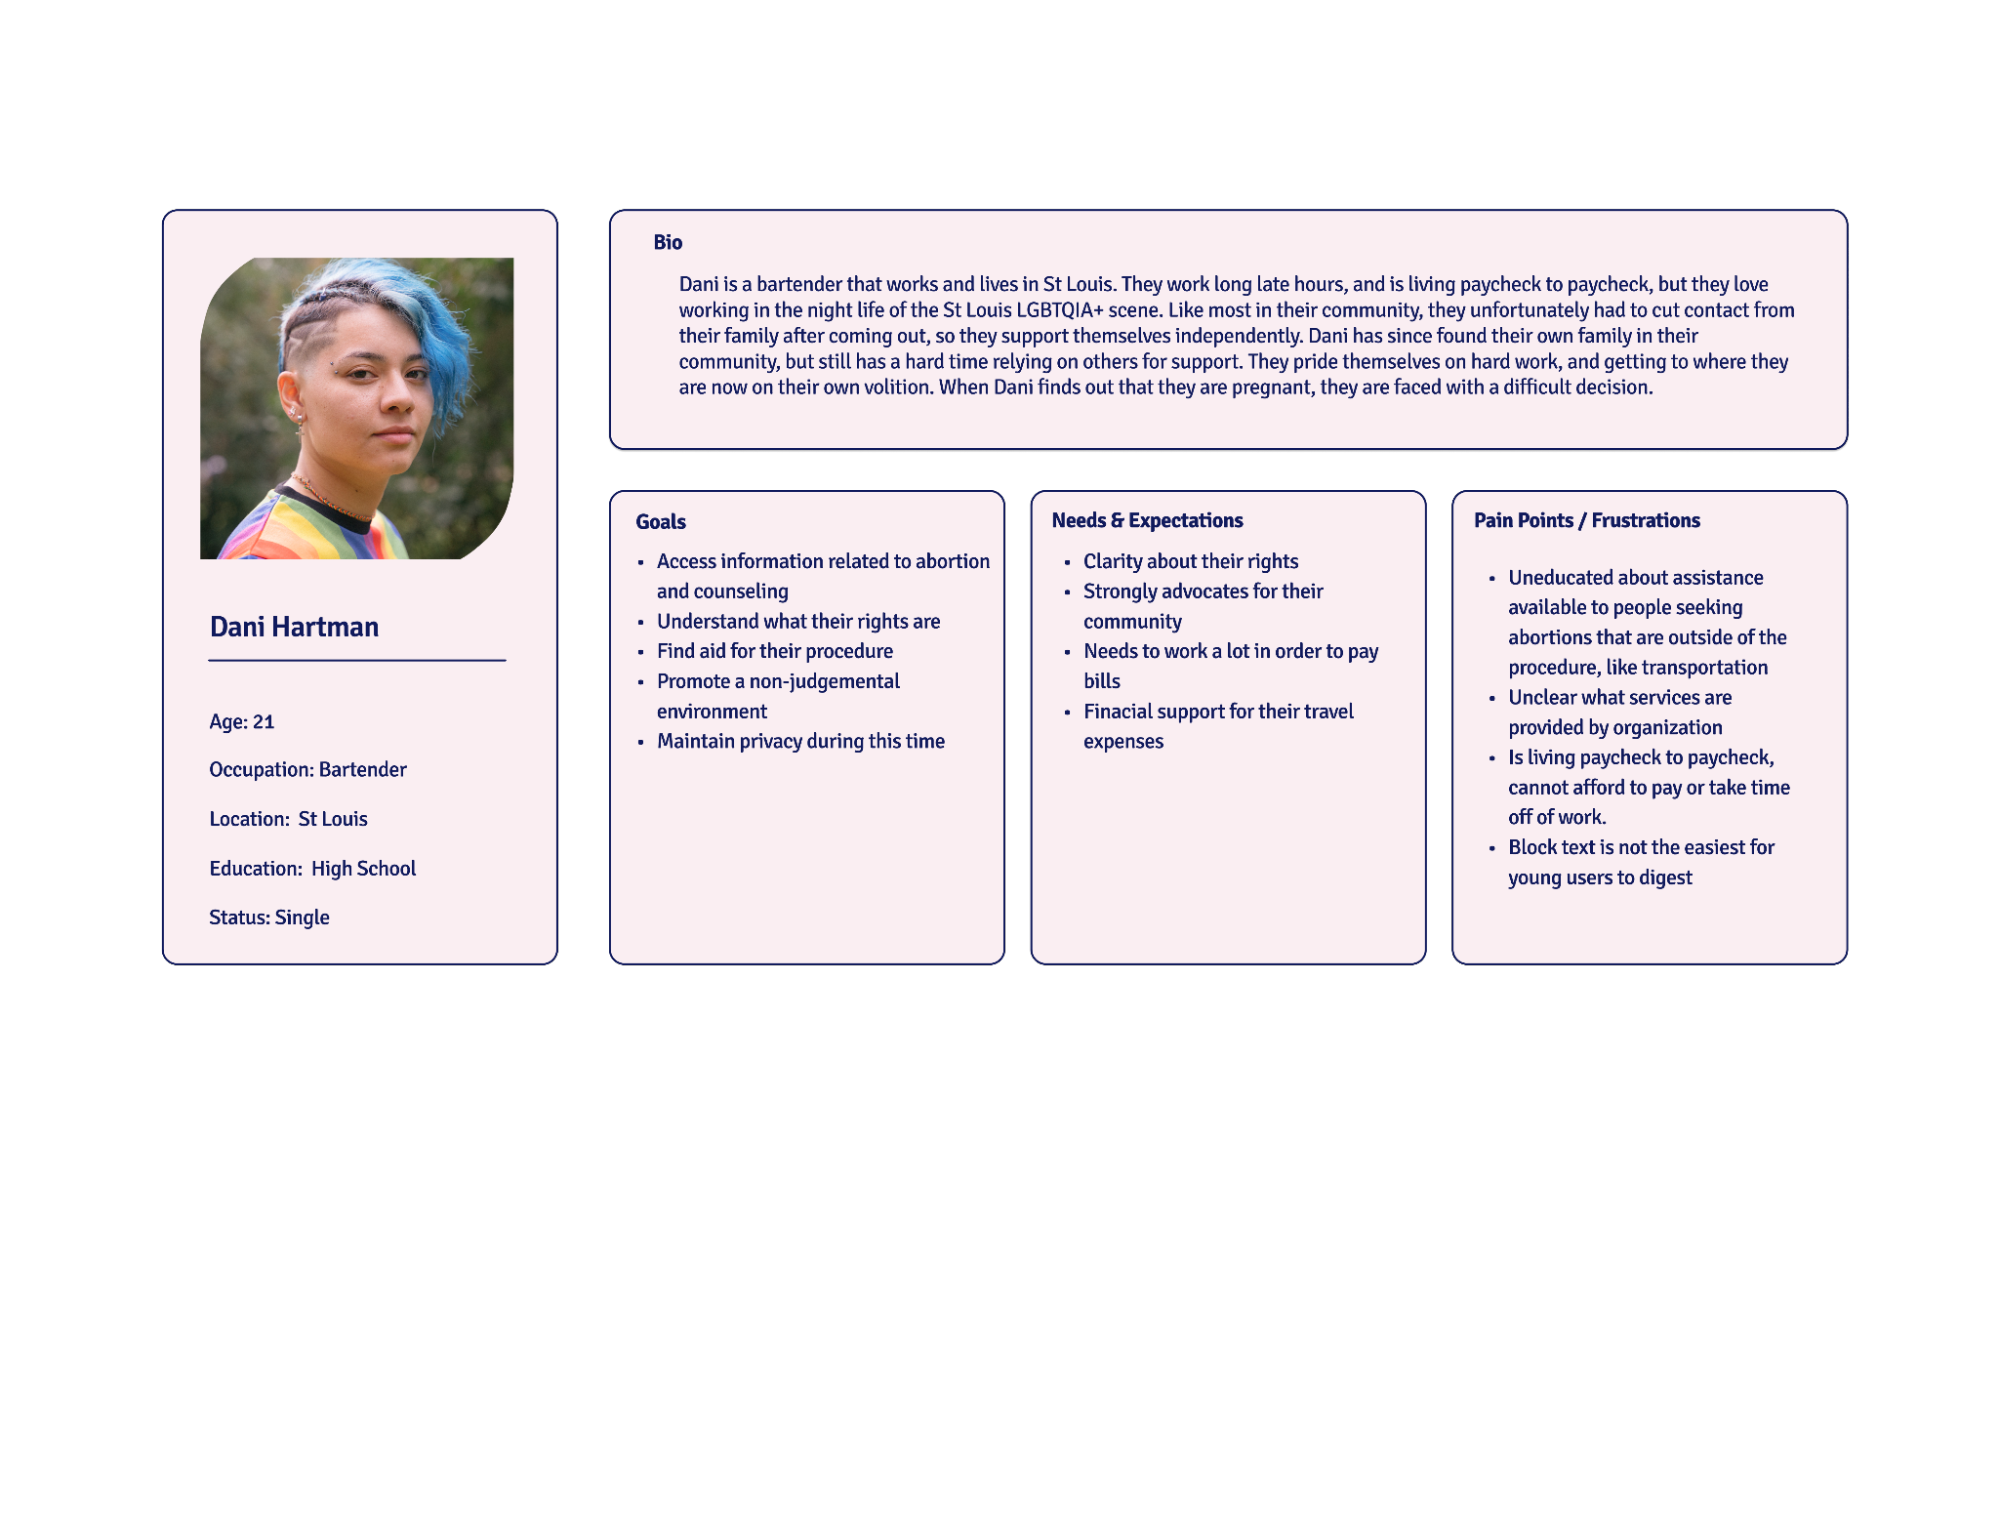 Dani Hartman
Age: 21
Occupation: Bartender
Location:  St Louis
Education:  High School
Status: Single
Bio
Dani is a bartender that works and lives in St Louis. They work long late hours, and is living paycheck to paycheck, but they love
working in the night life of the St Louis LGBTQIA+ scene. Like most in their community, they unfortunately had to cut contact from
their family after coming out, so they support themselves independently. Dani has since found their own family in their
community, but still has a hard time relying on others for support. They pride themselves on hard work, and getting to where they
are now on their own volition. When Dani finds out that they are pregnant, they are faced with a difficult decision.
Goals
• Access information related to abortion
and counseling
• Understand what their rights are
• Find aid for their procedure
• Promote a non-judgemental
environment
• Maintain privacy during this time
Needs & Expectations
• Clarity about their rights
• Strongly advocates for their
community
• Needs to work a lot in order to pay
bills
• Finacial support for their travel
expenses
Pain Points / Frustrations
• Uneducated about assistance
available to people seeking
abortions that are outside of the
procedure, like transportation
• Unclear what services are
provided by organization
• Is living paycheck to paycheck,
cannot afford to pay or take time
off of work.
• Block text is not the easiest for
young users to digest